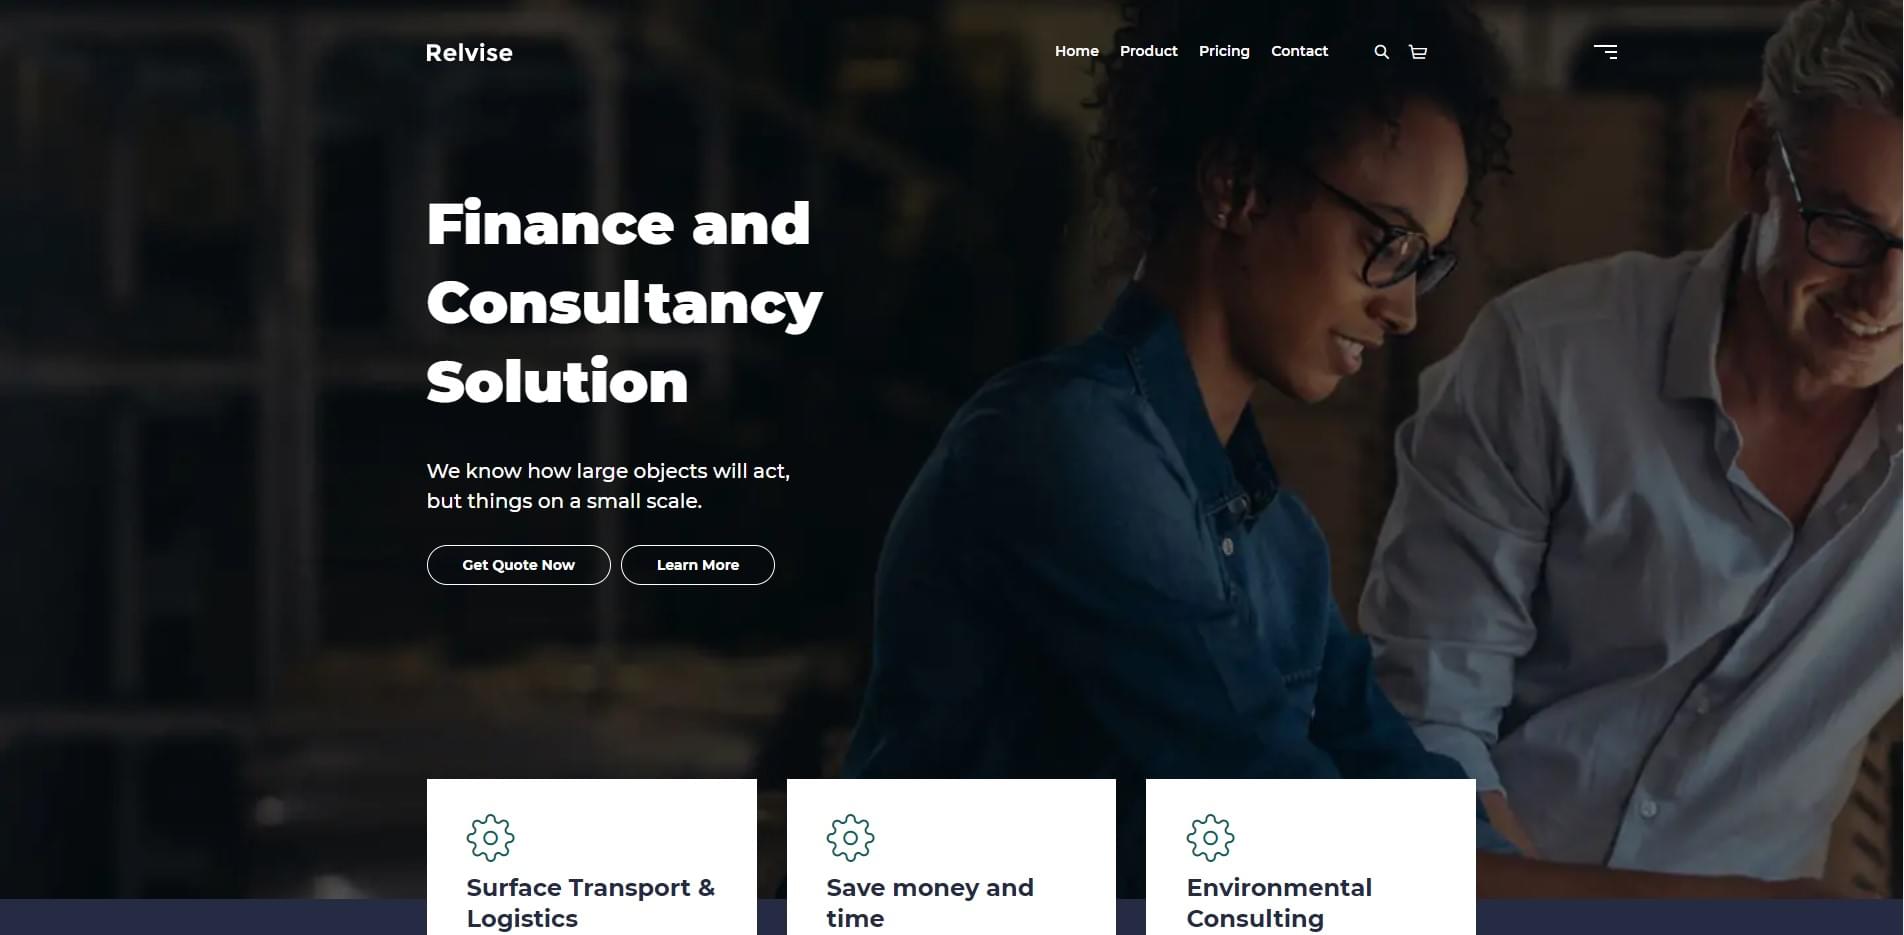 Relvise
Home Product Pricing Contact
Finance and
Consultancy
Solution
We know how large objects will act,
but things on a small scale.
Get Quote Now Learn More
Surface Transport &
Logistics
Save money and
time
Environmental
Consulting